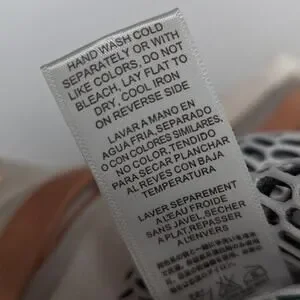 HAND WASH COLD
SEPARATELY OR WITH
LIKE COLORS, DO NOT
BLEACH, LAY FLAT TO
DRY, COOL IRON
ON REVERSE SIDE
LAVAR A MANO EN
AGUA FRIA, SEPARADO
O CON COLORES SIMILARES,
NO COLOR, TENDIDO
PARA SECAR PLANCHAR
AL REVES CON BAJA
TEMPERATURA
LAVER SEPAREMENT
A L'EAU FROIDE
SANS JAVEL, SECHER
A PLAT, REPASSER
A L'ENVERS